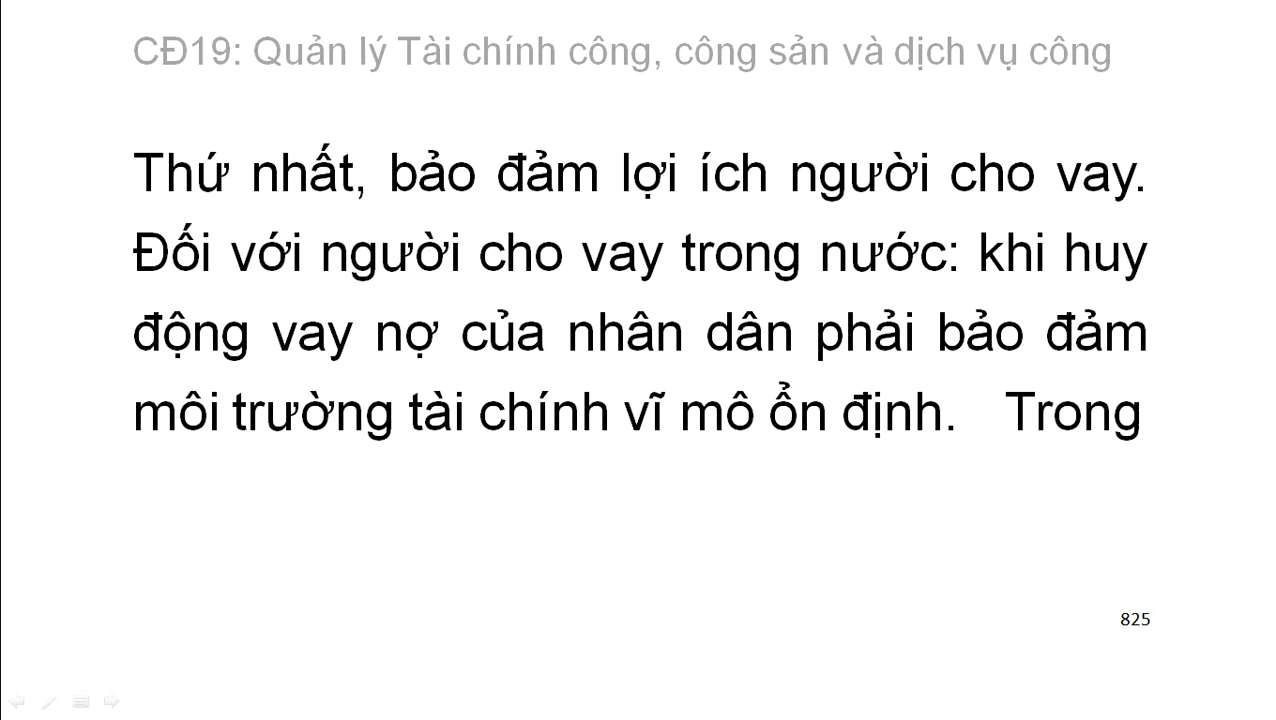 CĐ19: Quản lý Tài chính công, công sản và dịch vụ công
Thứ nhất, bảo đảm lợi ích người cho vay.
Đối với người cho vay trong nước: khi huy
động vay nợ của nhân dân phải bảo đảm
môi trường tài chính vĩ mô ổn định. Trong
825